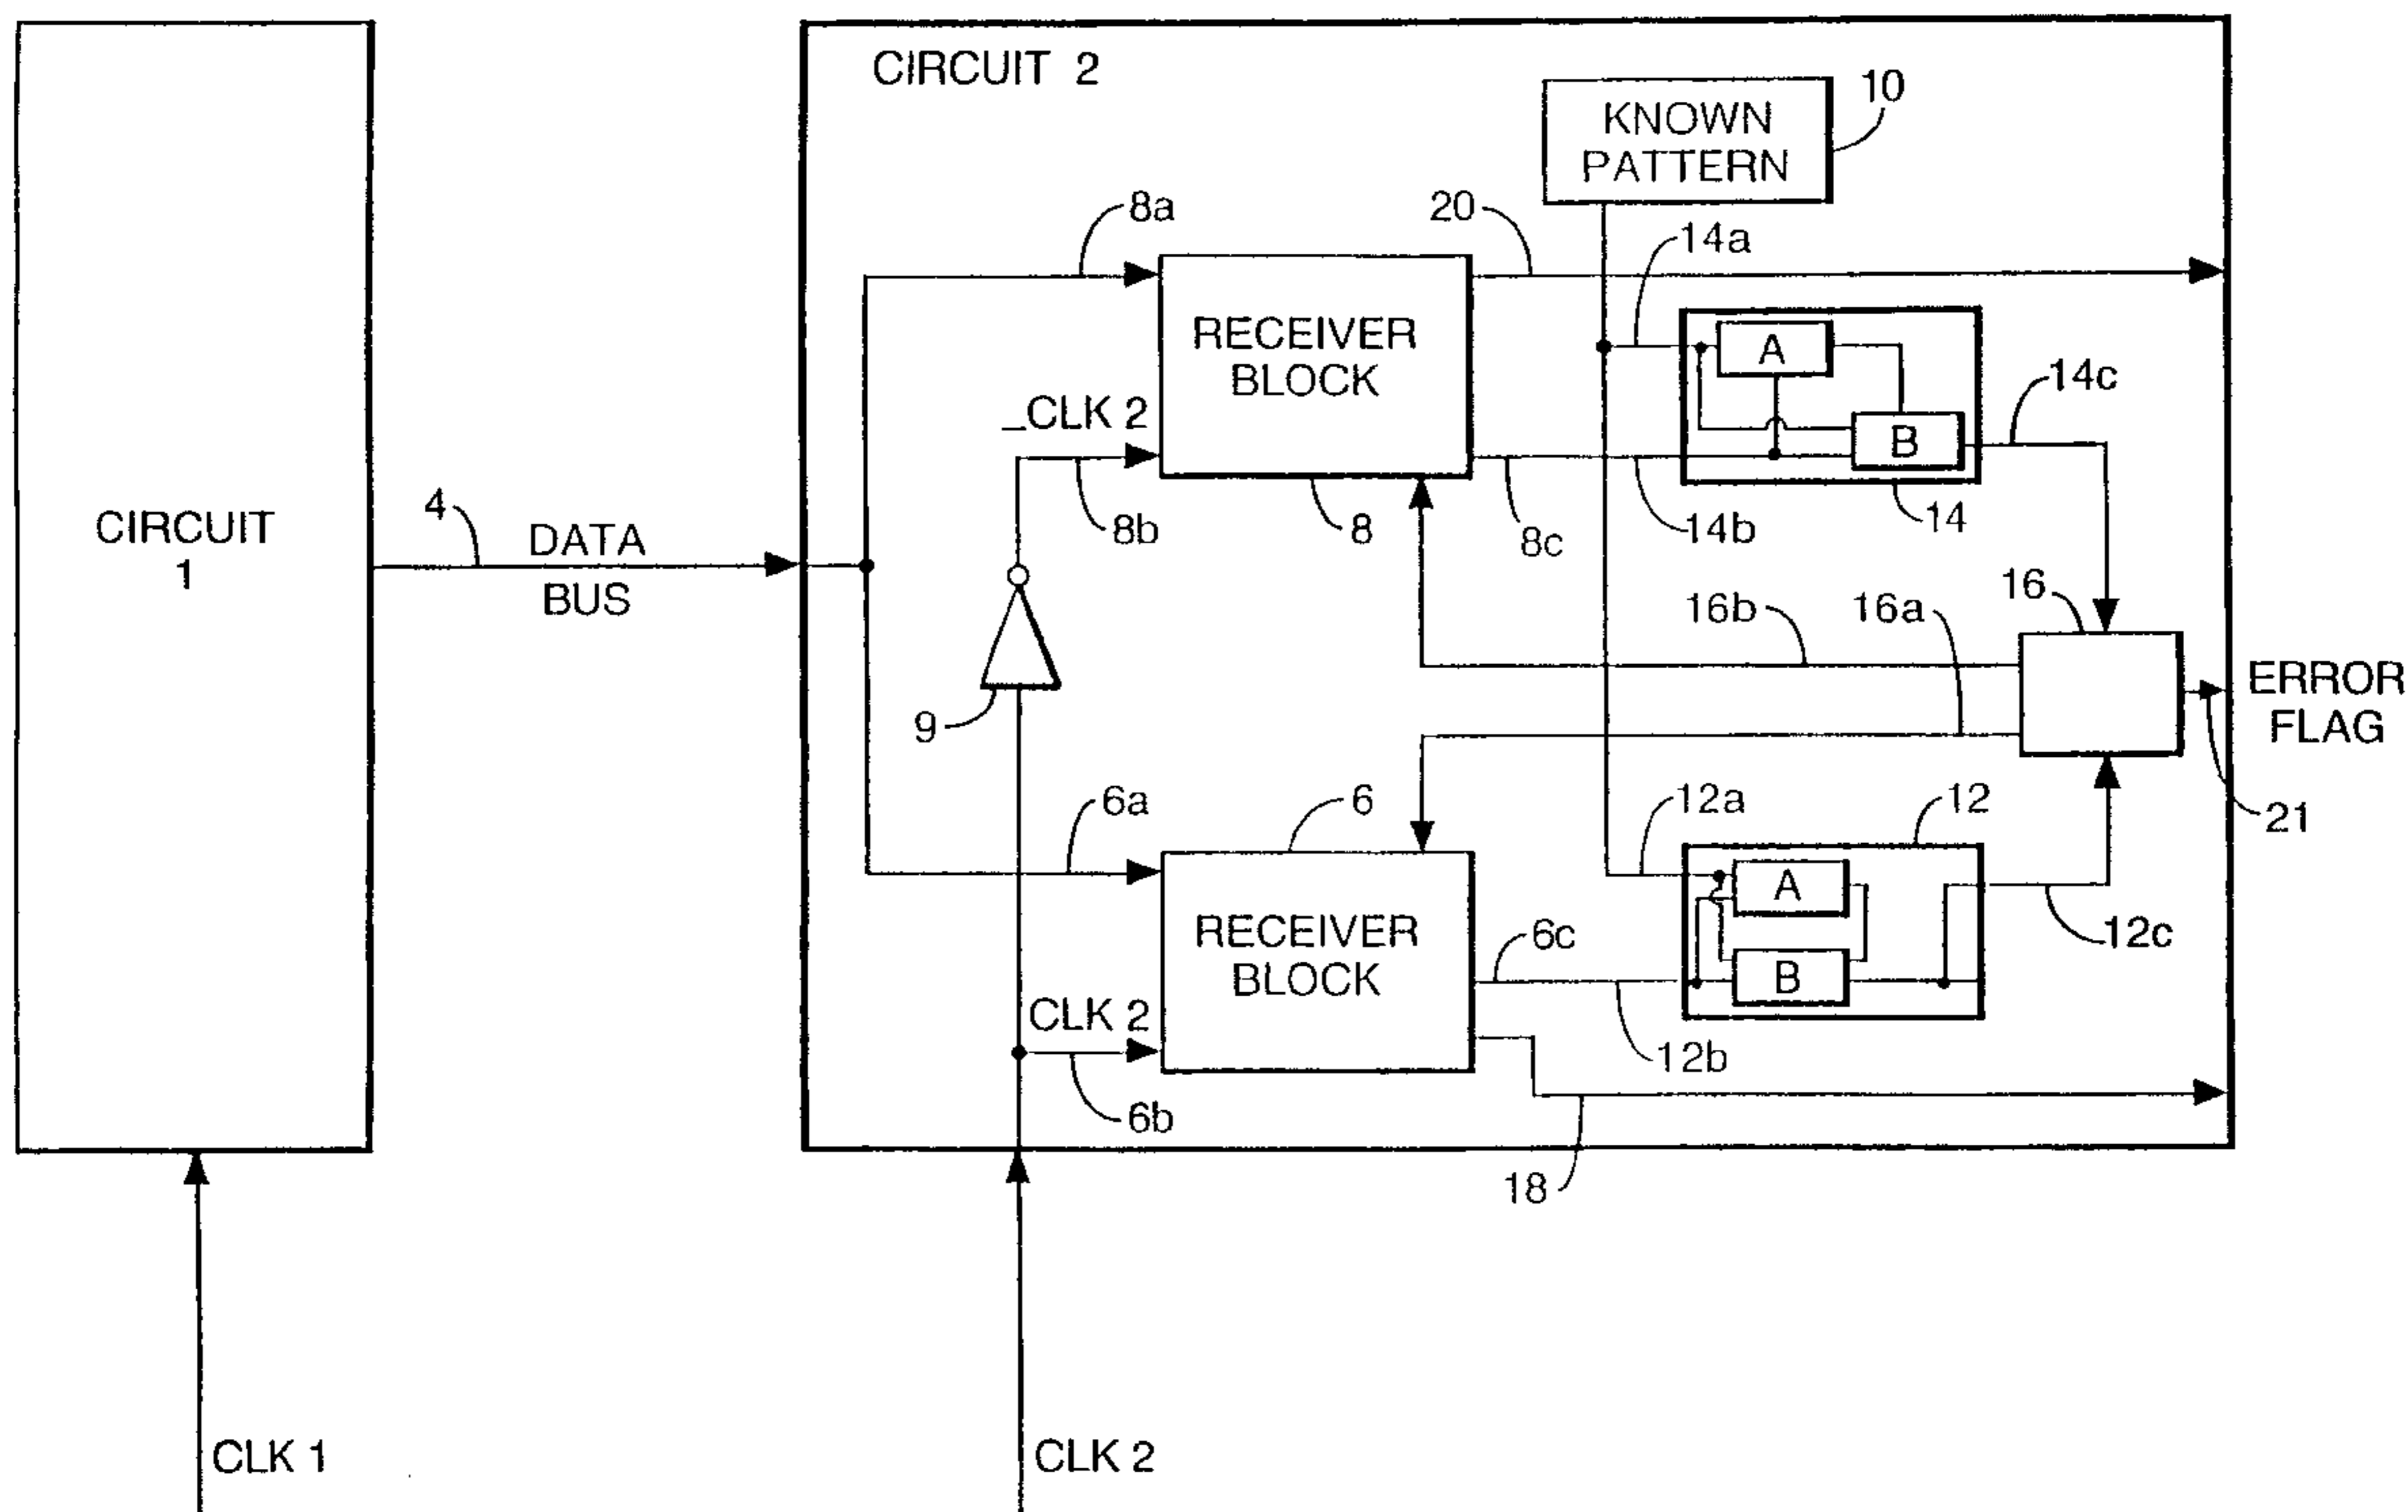 CIRCUIT 2
10
KNOWN
PATTERN
8a
20
14a
RECEIVER
BLOCK
A
_CLK 2
14c
B
4
DATA
BUS
CIRCUIT
1
8b
8
8c
14b
14
16b
16a
16
9
ERROR
FLAG
6a
6
12a
12
21
A
RECEIVER
BLOCK
6c
12c
B
CLK 2
12b
6b
18
CLK 1
CLK 2